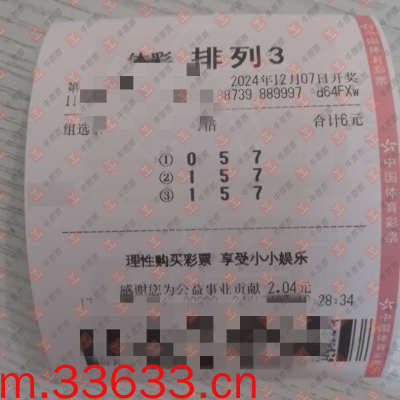 体彩 排列3
第
2024年12月07日开奖
11
88739 889997 d64FXw
组选 倍 合计6元
① 0 5 7
② 1 5 7
③ 1 5 7
理性购买彩票 享受小小娱乐
感谢您为公益事业贡献 2.04元
28:34
中国体育彩票
m.33633.cn